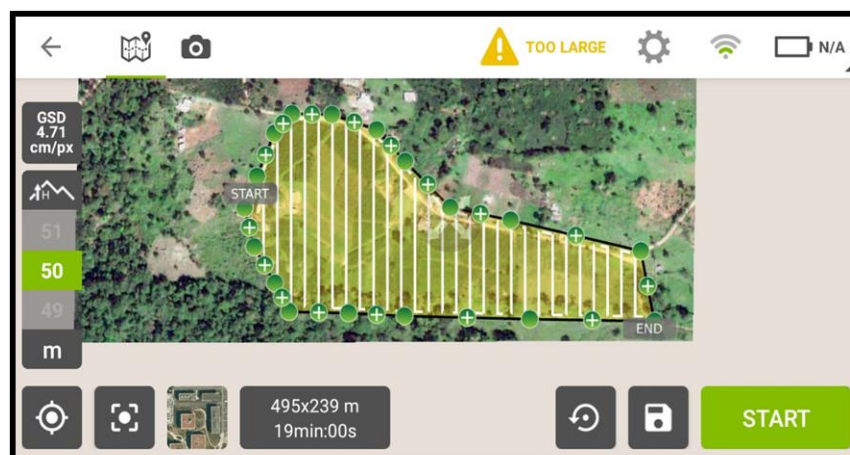 TOO LARGE
N/A
GSD
4.71
cm/px
H
51
50
49
m
START
END
495x239 m
19min:00s
START